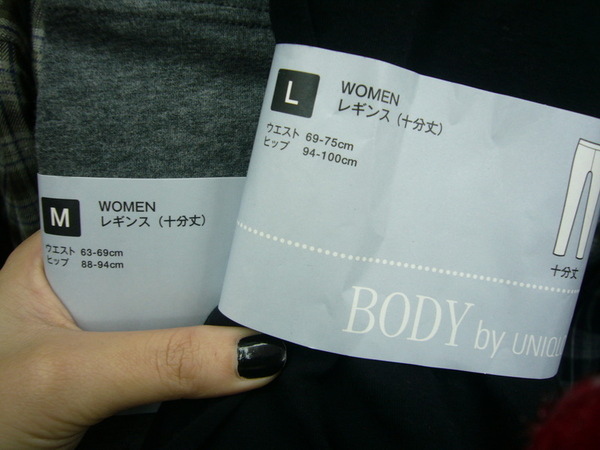 M
WOMEN
レギンス（十分丈）
ウエスト 63-69cm
ヒップ 88-94cm
L
WOMEN
レギンス（十分丈）
ウエスト 69-75cm
ヒップ 94-100cm
十分丈
BODY by UNIQL